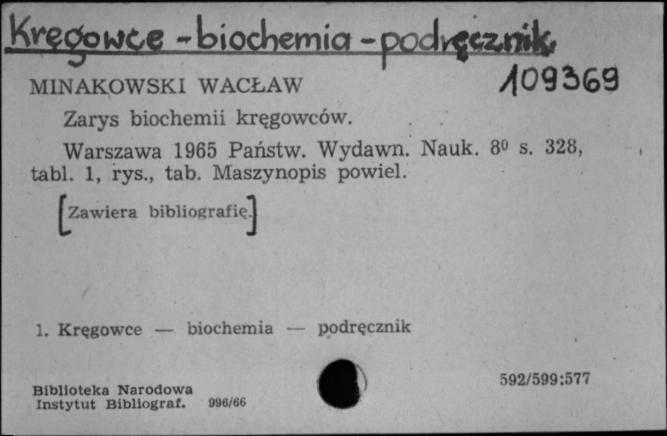 Kręgowce - biochemia - podręcznik.
109369
MINAKOWSKI WACŁAW
Zarys biochemii kręgowców.
Warszawa 1965 Państw. Wydawn. Nauk. 8⁰ s. 328,
tabl. 1, rys., tab. Maszynopis powiel.
[Zawiera bibliografię.]
1. Kręgowce — biochemia — podręcznik
592/599:577
Biblioteka Narodowa
Instytut Bibliograf. 996/66